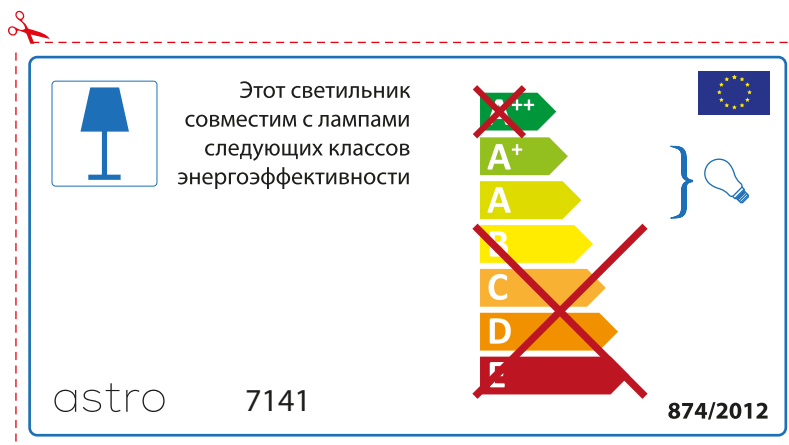 Этот светильник
совместим с лампами
следующих классов
энергоэффективности
A++
A+
A
B
C
D
E
astro
7141
874/2012